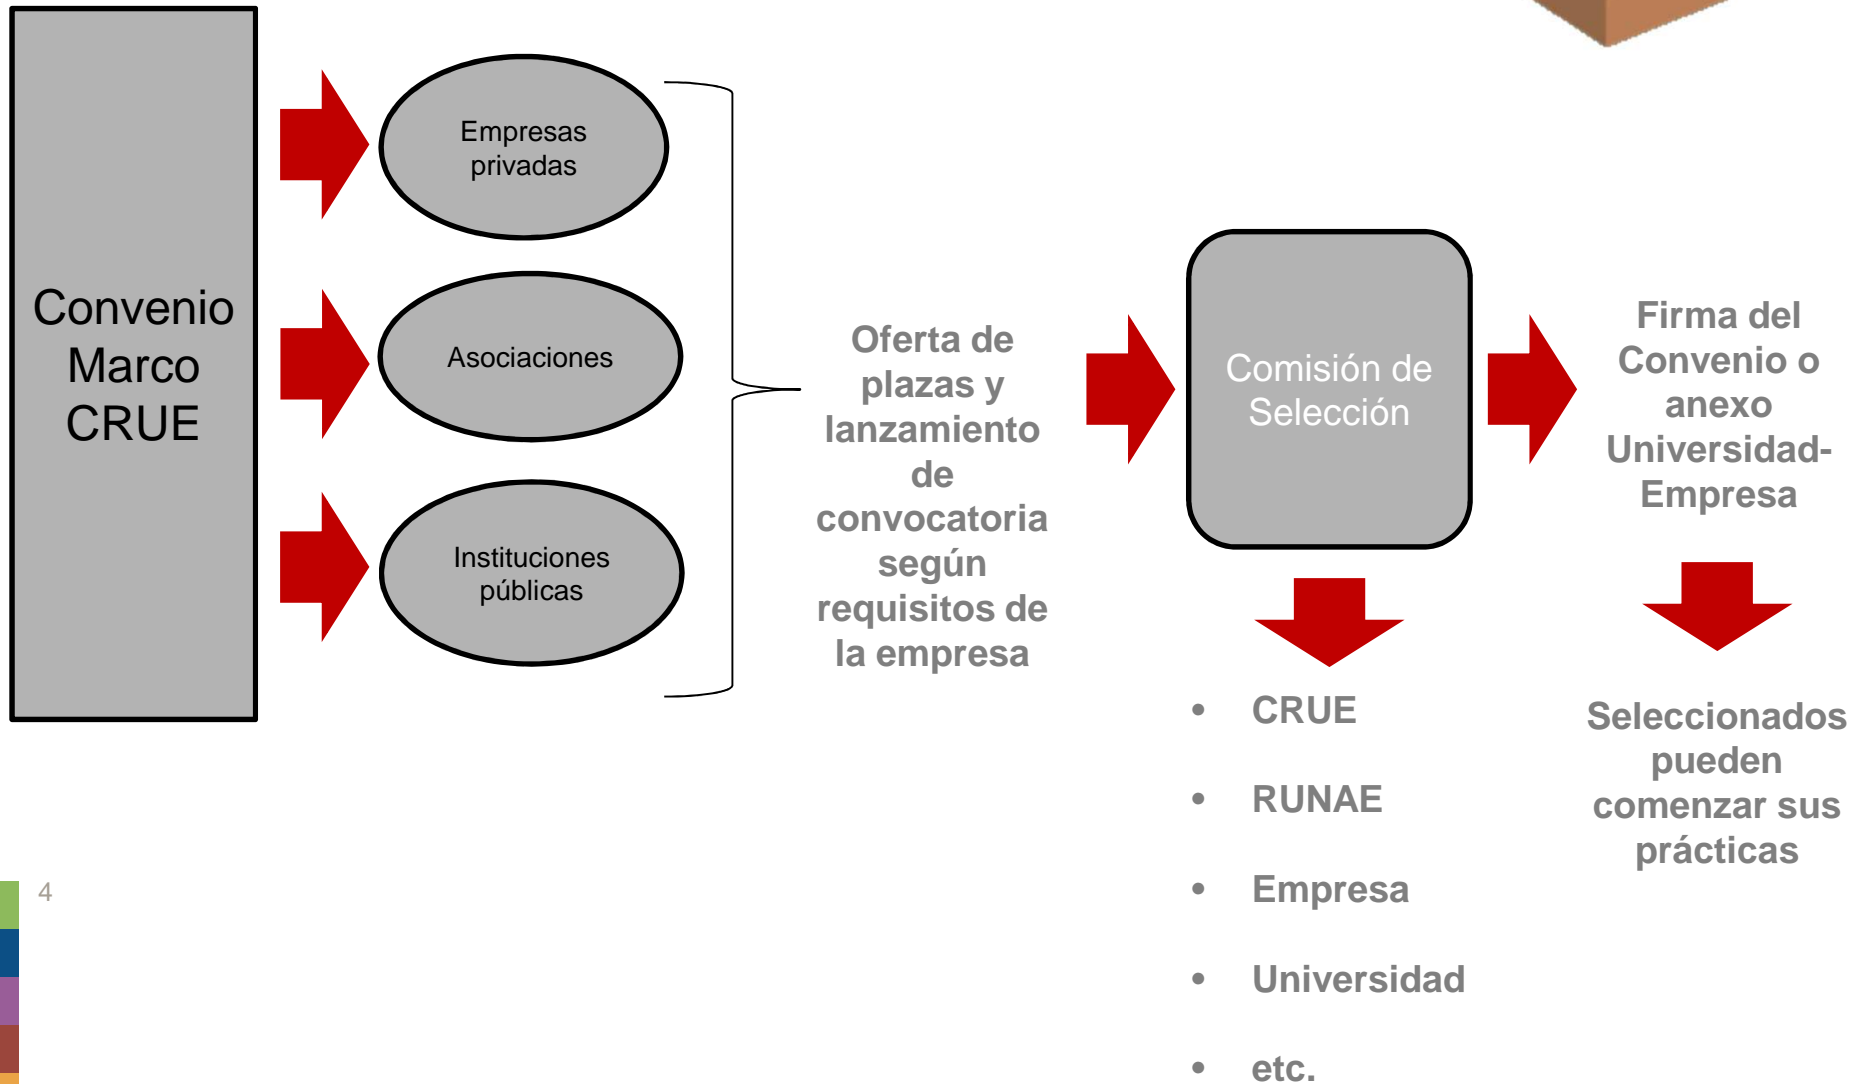 Convenio
Marco
CRUE
Empresas
privadas
Asociaciones
Instituciones
públicas
Oferta de
plazas y
lanzamiento
de
convocatoria
según
requisitos de
la empresa
Comisión de
Selección
• CRUE
• RUNAE
• Empresa
• Universidad
• etc.
Firma del
Convenio o
anexo
Universidad-
Empresa
Seleccionados
pueden
comenzar sus
prácticas
4